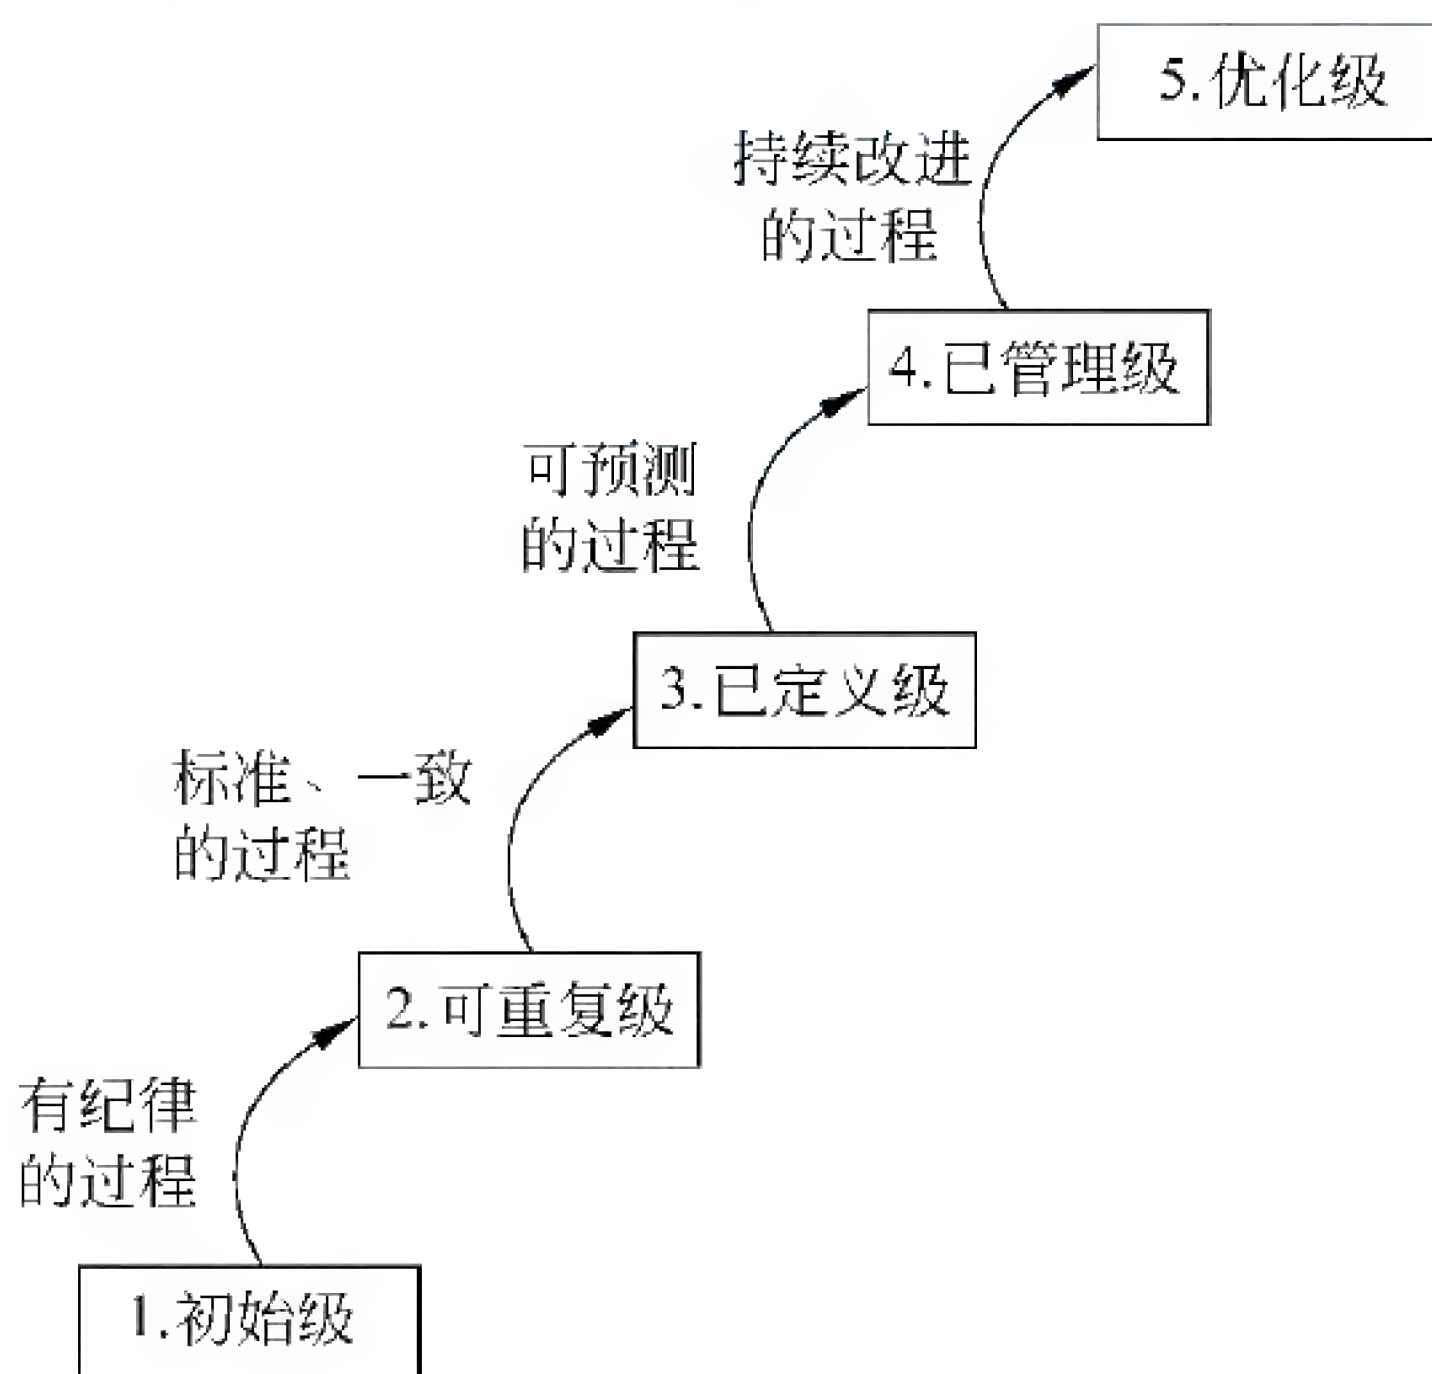 5.优化级
持续改进
的过程
4.已管理级
可预测
的过程
3.已定义级
标准、一致
的过程
2.可重复级
有纪律
的过程
1.初始级